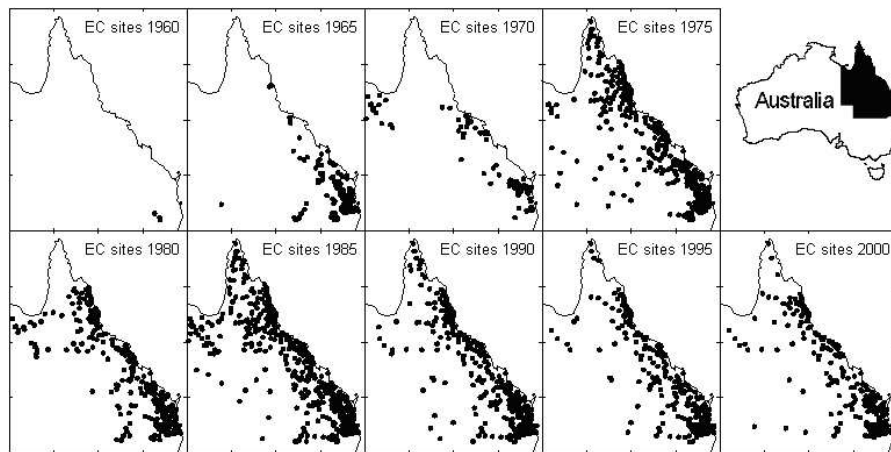 EC sites 1960
EC sites 1965
EC sites 1970
EC sites 1975
Australia
EC sites 1980
EC sites 1985
EC sites 1990
EC sites 1995
EC sites 2000